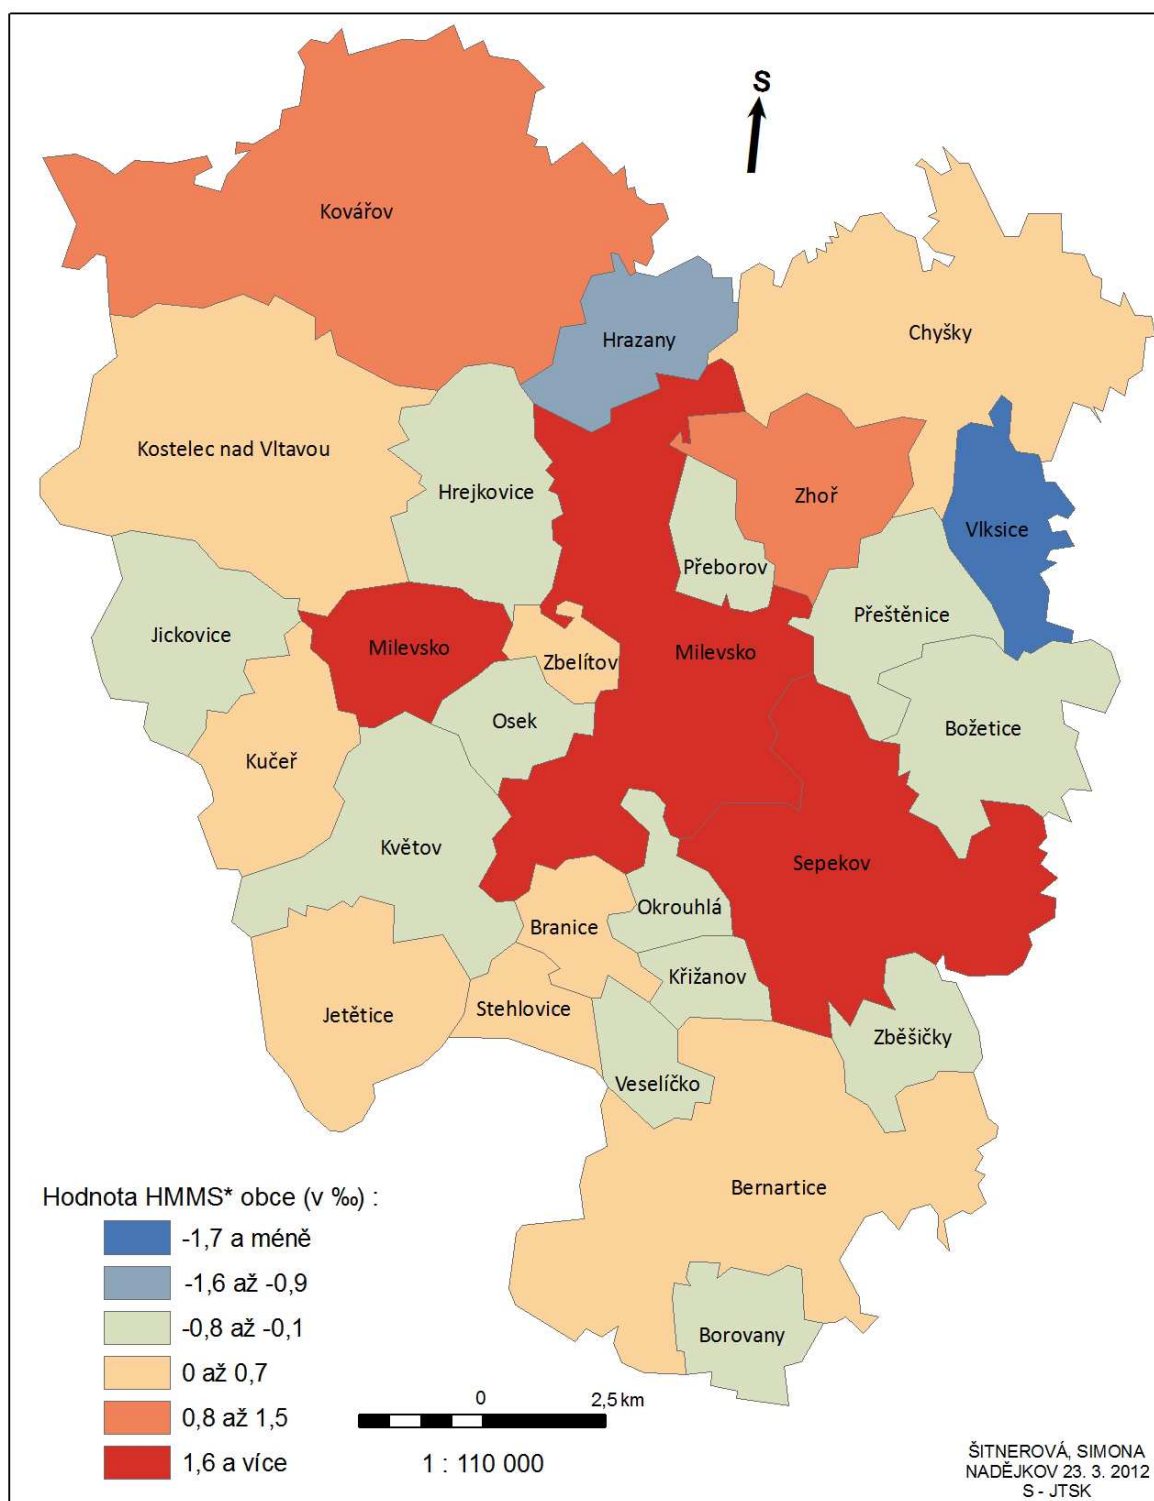 S
Kovářov
Hrazany
Chyšky
Kostelec nad Vltavou
Hrejkovice
Zhoř
Vlksice
Přeborov
Přeštěnice
Jickovice
Milevsko
Zbelítov
Milevsko
Osek
Božetice
Kučeř
Květov
Sepekov
Okrouhlá
Branice
Křižanov
Jetětice
Stehlovice
Zběšičky
Veselíčko
Bernartice
Borovany
Hodnota HMMS* obce (v ‰) :
-1,7 a méně
-1,6 až -0,9
-0,8 až -0,1
0 až 0,7
0,8 až 1,5
1,6 a více
0 2,5 km
1 : 110 000
ŠITNEROVÁ, SIMONA
NADĚJKOV 23. 3. 2012
S - JTSK